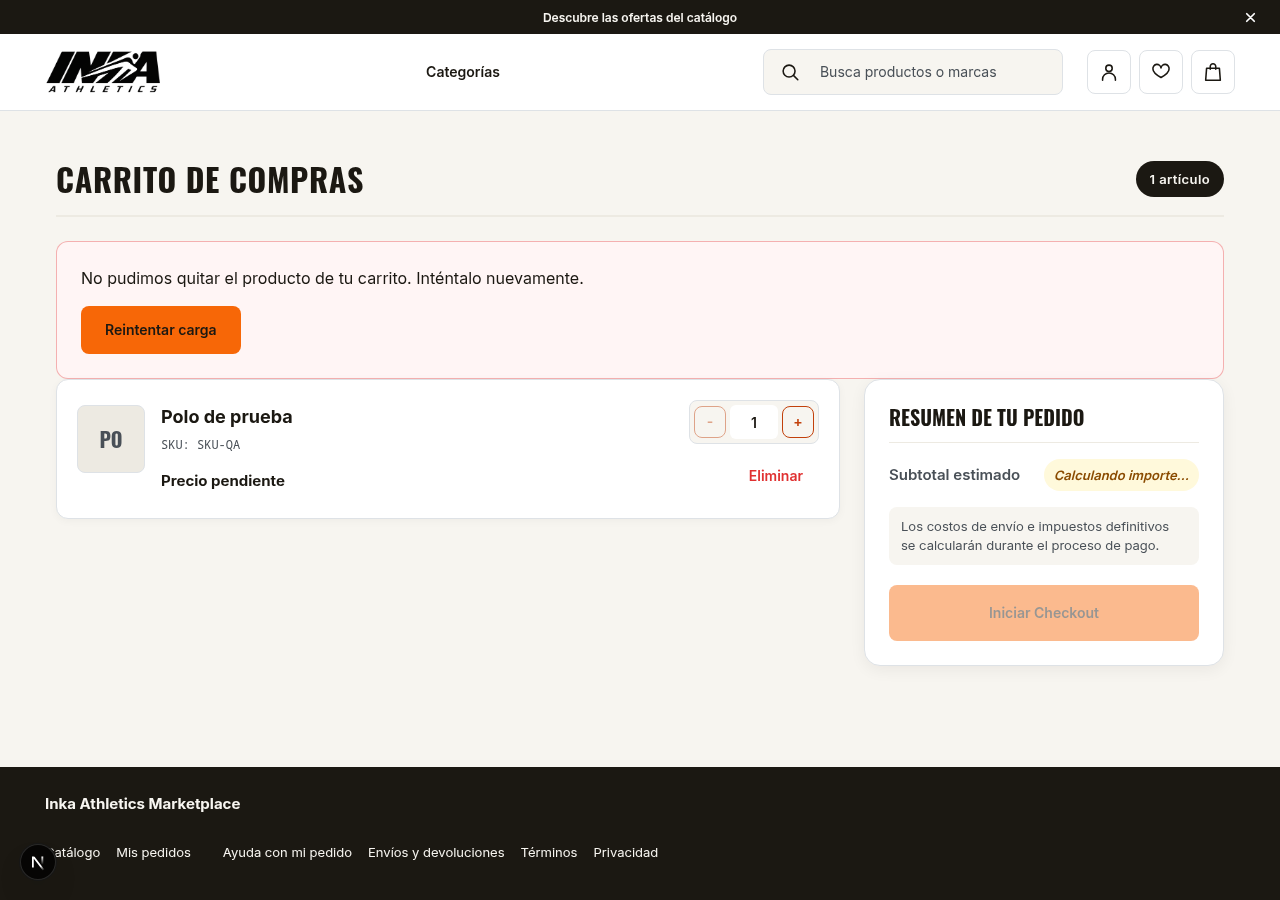 Descubre las ofertas del catálogo
INKA
ATHLETICS
Categorías
Busca productos o marcas
CARRITO DE COMPRAS
1 artículo
No pudimos quitar el producto de tu carrito. Inténtalo nuevamente.
Reintentar carga
PO
Polo de prueba
SKU: SKU-QA
Precio pendiente
- 1 +
Eliminar
RESUMEN DE TU PEDIDO
Subtotal estimado
Calculando importe...
Los costos de envío e impuestos definitivos
se calcularán durante el proceso de pago.
Iniciar Checkout
Inka Athletics Marketplace
N
Catálogo Mis pedidos Ayuda con mi pedido Envíos y devoluciones Términos Privacidad